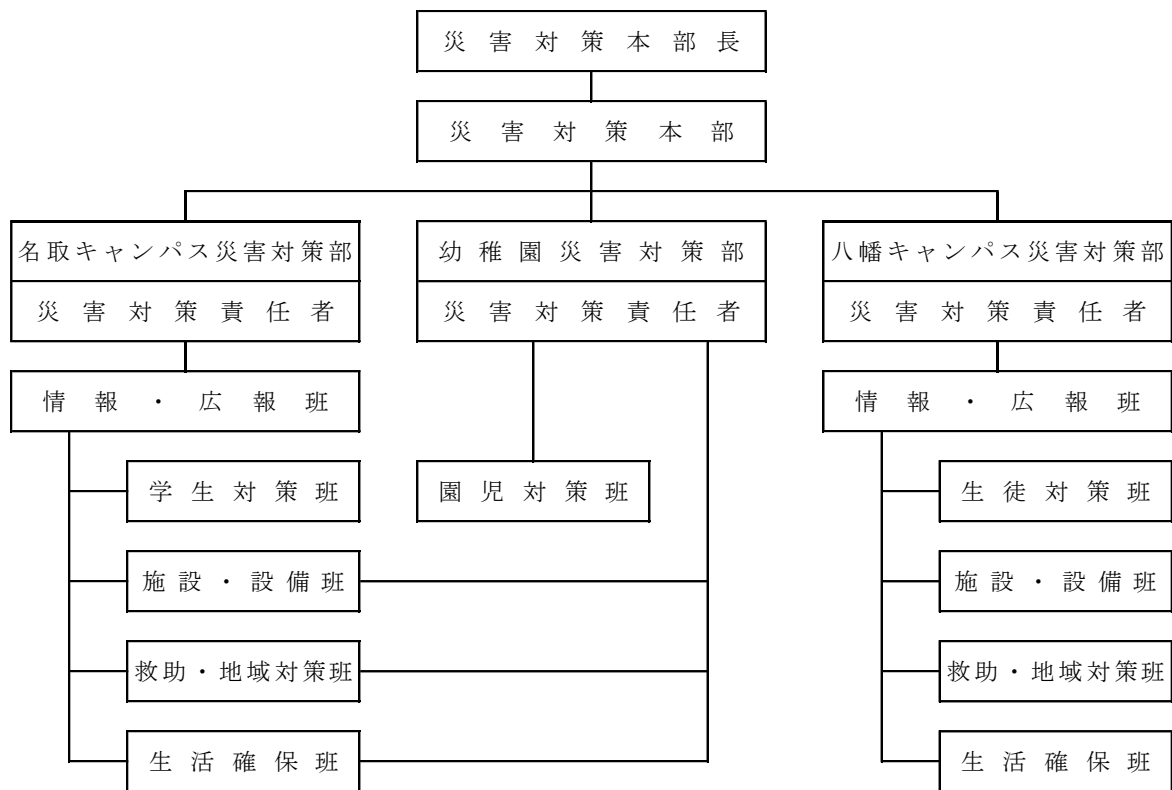 災害対策本部長
災害対策本部
名取キャンパス災害対策部
災害対策責任者
幼稚園災害対策部
災害対策責任者
八幡キャンパス災害対策部
災害対策責任者
情報・広報班
情報・広報班
学生対策班
園児対策班
生徒対策班
施設・設備班
施設・設備班
救助・地域対策班
救助・地域対策班
生活確保班
生活確保班